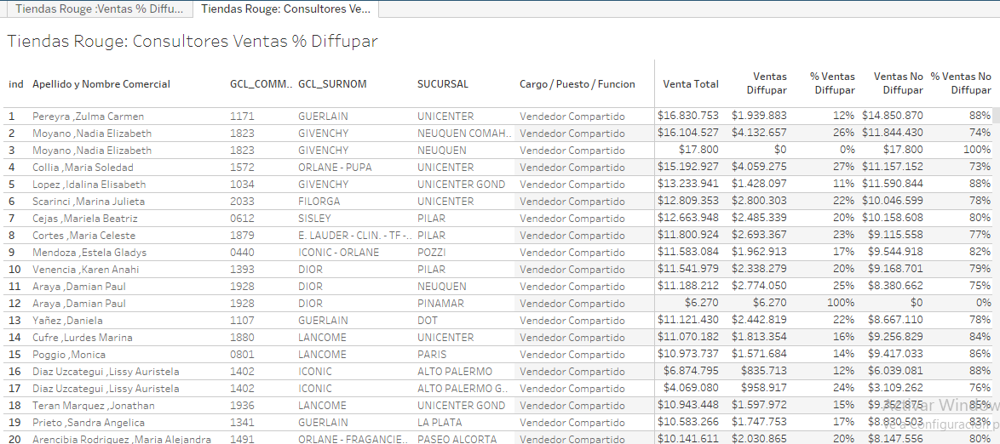 Tiendas Rouge :Ventas % Diffu... Tiendas Rouge: Consultores Ve...
Tiendas Rouge: Consultores Ventas % Diffupar
ind Apellido y Nombre Comercial GCL_COMM.. GCL_SURNOM SUCURSAL Cargo / Puesto / Funcion Venta Total Ventas Diffupar % Ventas Diffupar Ventas No Diffupar % Ventas No Diffupar
1 Pereyra ,Zulma Carmen 1171 GUERLAIN UNICENTER Vendedor Compartido $16.830.753 $1.939.883 12% $14.850.870 88%
2 Moyano ,Nadia Elizabeth 1823 GIVENCHY NEUQUEN COMAH.. Vendedor Compartido $16.104.527 $4.132.657 26% $11.844.430 74%
3 Moyano ,Nadia Elizabeth 1823 GIVENCHY NEUQUEN Vendedor Compartido $17.800 $0 0% $17.800 100%
4 Collia ,Maria Soledad 1572 ORLANE - PUPA UNICENTER Vendedor Compartido $15.192.927 $4.059.275 27% $11.157.152 73%
5 Lopez ,Idalina Elisabeth 1034 GIVENCHY UNICENTER GOND Vendedor Compartido $13.233.941 $1.428.097 11% $11.590.844 88%
6 Scarinci ,Marina Julieta 2033 FILORGA UNICENTER Vendedor Compartido $12.809.353 $2.800.303 22% $10.046.599 78%
7 Cejas ,Mariela Beatriz 0612 SISLEY PILAR Vendedor Compartido $12.663.948 $2.485.339 20% $10.158.608 80%
8 Cortes ,Maria Celeste 1879 E. LAUDER - CLIN. - TF -.. PILAR Vendedor Compartido $11.800.924 $2.693.367 23% $9.115.558 77%
9 Mendoza ,Estela Gladys 0440 ICONIC - ORLANE POZZI Vendedor Compartido $11.583.084 $1.962.913 17% $9.544.918 82%
10 Venencia ,Karen Anahi 1393 DIOR PILAR Vendedor Compartido $11.541.979 $2.338.279 20% $9.168.701 79%
11 Araya ,Damian Paul 1928 DIOR NEUQUEN Vendedor Compartido $11.188.212 $2.774.050 25% $8.380.662 75%
12 Araya ,Damian Paul 1928 DIOR PINAMAR Vendedor Compartido $6.270 $6.270 100% $0 0%
13 Yañez ,Daniela 1107 GUERLAIN DOT Vendedor Compartido $11.121.430 $2.442.819 22% $8.667.110 78%
14 Cufre ,Lurdes Marina 1880 LANCOME UNICENTER Vendedor Compartido $11.070.182 $1.813.354 16% $9.256.829 84%
15 Poggio ,Monica 0801 LANCOME PARIS Vendedor Compartido $10.973.737 $1.571.684 14% $9.417.033 86%
16 Diaz Uzcategui ,Lissy Auristela 1402 ICONIC ALTO PALERMO Vendedor Compartido $6.874.795 $835.713 12% $6.039.081 88%
17 Diaz Uzcategui ,Lissy Auristela 1402 ICONIC ALTO PALERMO G.. Vendedor Compartido $4.069.080 $958.917 24% $3.109.262 76%
18 Teran Marquez ,Jonathan 1936 LANCOME UNICENTER GOND Vendedor Compartido $10.943.448 $1.597.972 15% 85%
Activar Window
19 Prieto ,Sandra Angelica 1341 GUERLAIN LA PLATA Vendedor Compartido $10.583.266 $1.747.753 17% $8.830.503 83%
Ve a Configuración p
20 Arencibia Rodriguez ,Maria Alejandra 1491 ORLANE - FRAGANCIE.. PASEO ALCORTA Vendedor Compartido $10.141.611 $2.030.865 20% $8.147.556 80%